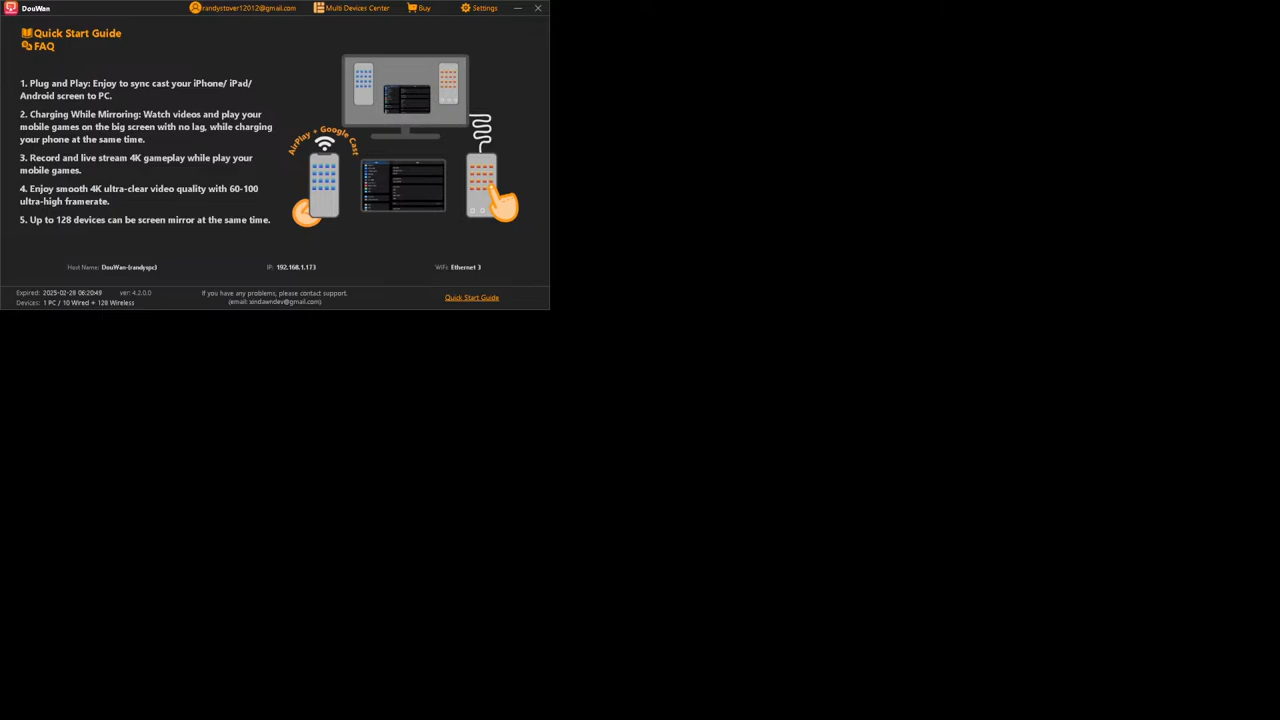 DouWan
randystover12012@gmail.com
Multi Devices Center
Buy
Settings
Quick Start Guide
FAQ
1. Plug and Play: Enjoy to sync cast your iPhone/ iPad/
Android screen to PC.
2. Charging While Mirroring: Watch videos and play your
mobile games on the big screen with no lag, while charging
your phone at the same time.
3. Record and live stream 4K gameplay while play your
mobile games.
4. Enjoy smooth 4K ultra-clear video quality with 60-100
ultra-high framerate.
5. Up to 128 devices can be screen mirror at the same time.
AirPlay + Google Cast
Host Name: DouWan-(randyspc)
IP: 192.168.1.173
WiFi: Ethernet 3
Expired: 2025-02-28 06:20:49 ver: 4.2.0.0
Devices: 1 PC / 10 Wired + 128 Wireless
If you have any problems, please contact support.
(email: xindawndev@gmail.com)
Quick Start Guide